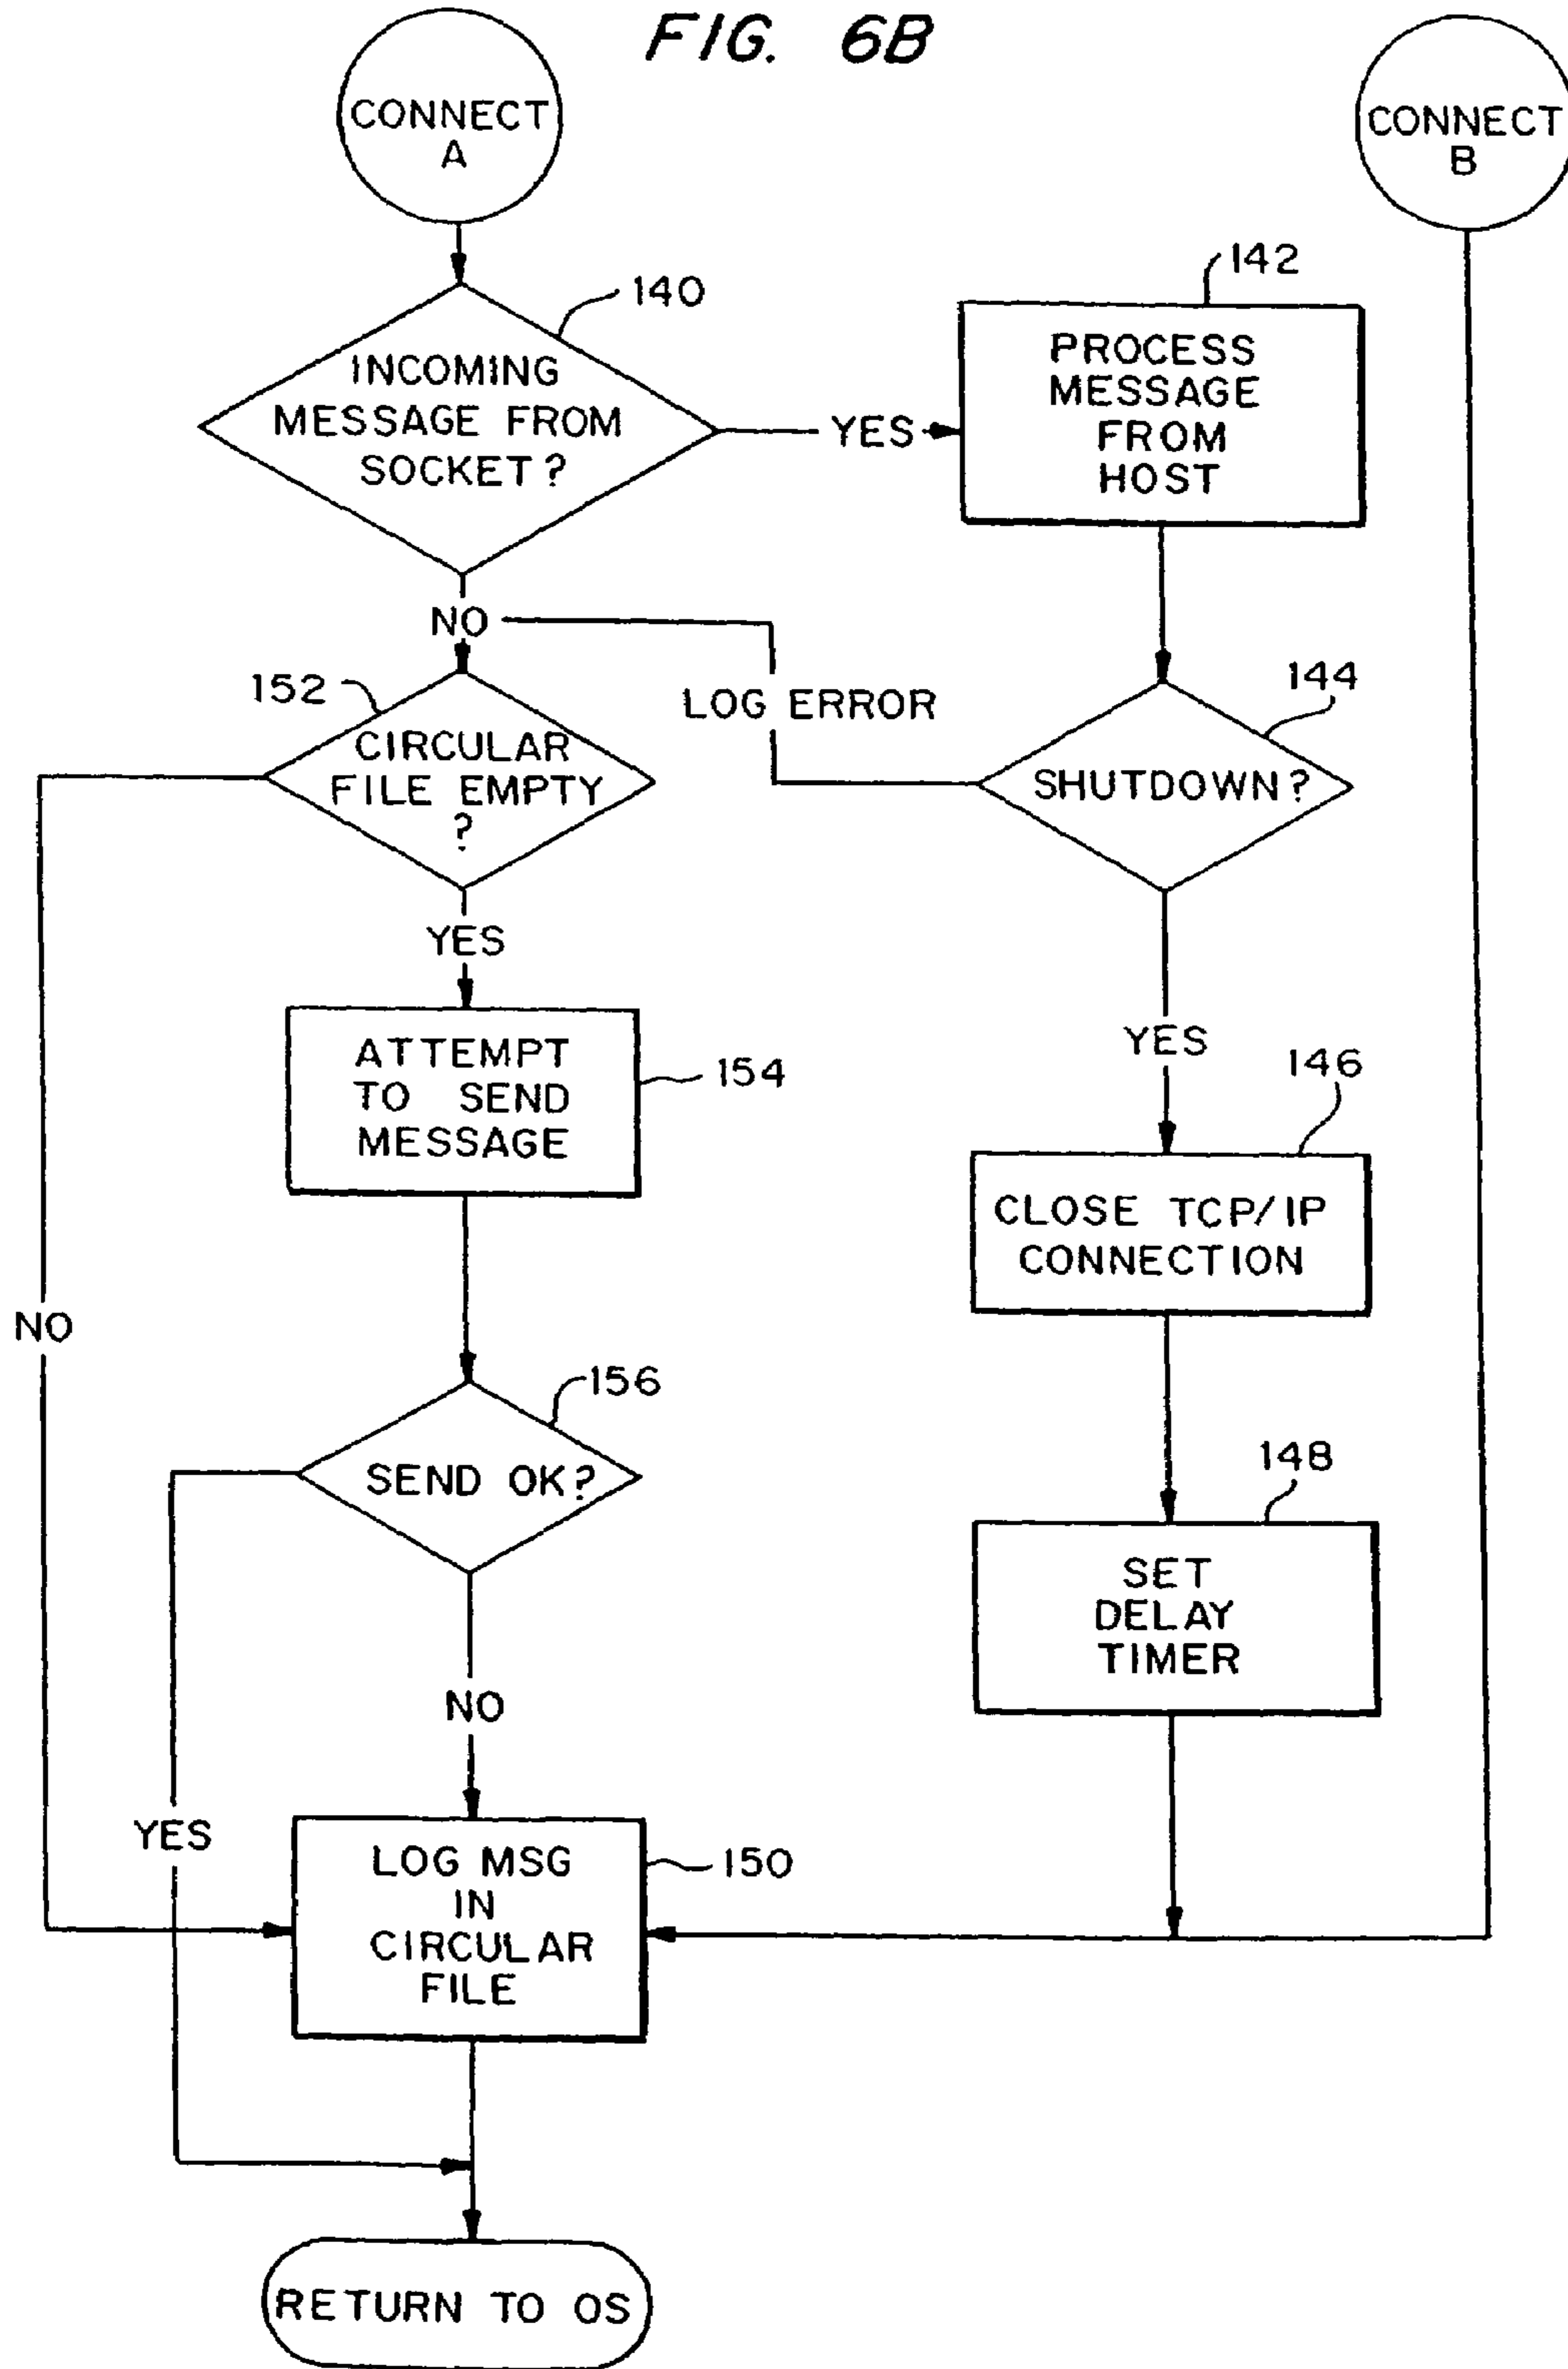 FIG. 6B
CONNECT
A
CONNECT
B
140
INCOMING
MESSAGE FROM
SOCKET?
YES
142
PROCESS
MESSAGE
FROM
HOST
NO
LOG ERROR
152
CIRCULAR
FILE EMPTY
?
144
SHUTDOWN?
YES
YES
154
ATTEMPT
TO SEND
MESSAGE
146
CLOSE TCP/IP
CONNECTION
NO
156
SEND OK?
148
SET
DELAY
TIMER
NO
YES
150
LOG MSG
IN
CIRCULAR
FILE
RETURN TO OS